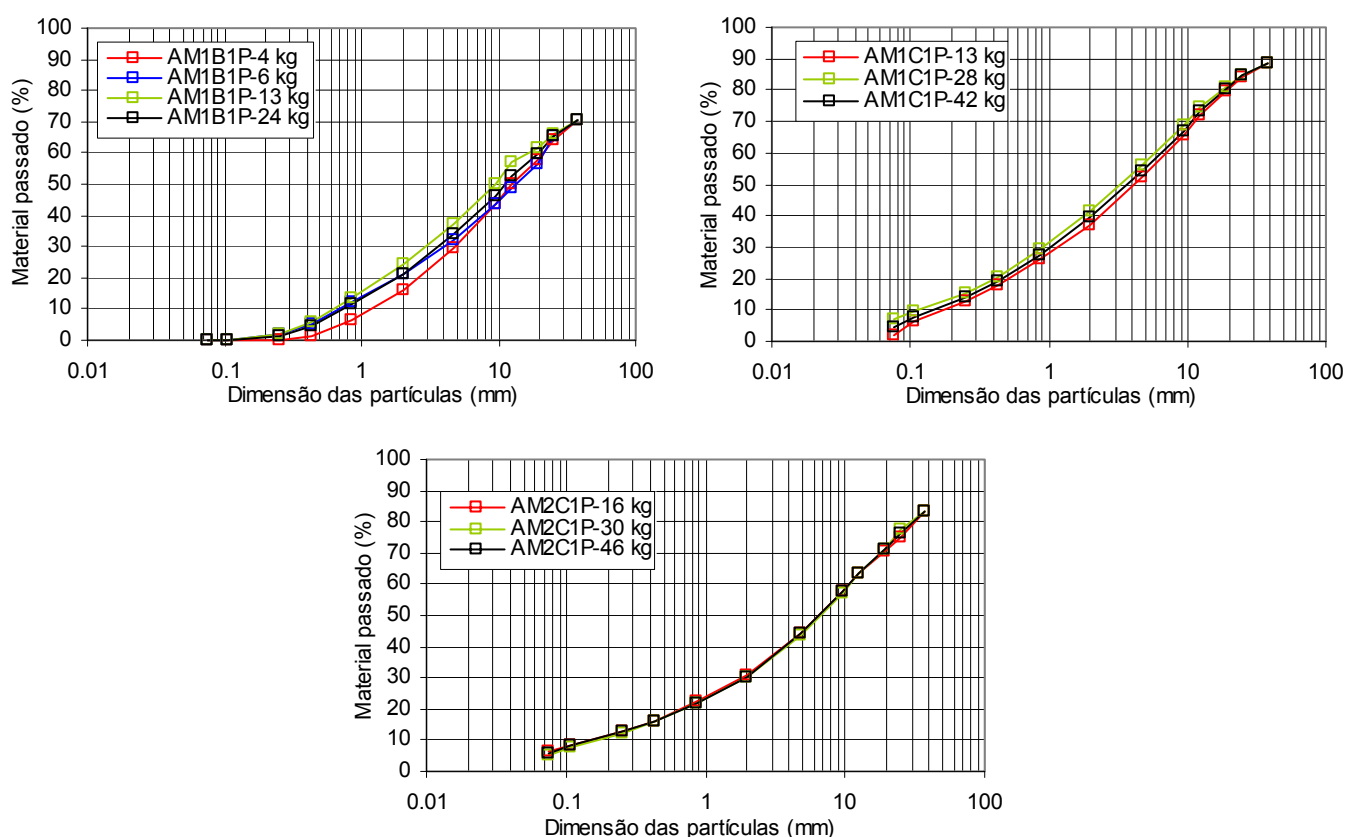 100
90
80
70
60
50
40
30
20
10
0
Material passado (%)
AM1B1P-4 kg
AM1B1P-6 kg
AM1B1P-13 kg
AM1B1P-24 kg
0.01 0.1 1 10 100
Dimensão das partículas (mm)
100
90
80
70
60
50
40
30
20
10
0
Material passado (%)
AM1C1P-13 kg
AM1C1P-28 kg
AM1C1P-42 kg
0.01 0.1 1 10 100
Dimensão das partículas (mm)
100
90
80
70
60
50
40
30
20
10
0
Material passado (%)
AM2C1P-16 kg
AM2C1P-30 kg
AM2C1P-46 kg
0.01 0.1 1 10 100
Dimensão das partículas (mm)